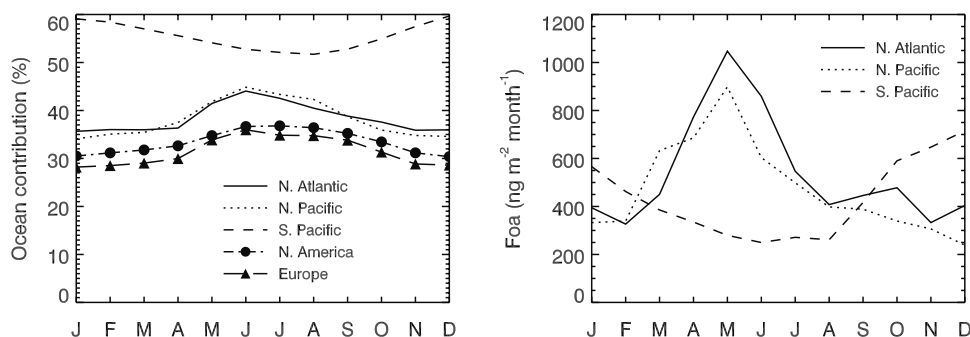 Ocean contribution (%)
60
50
40
30
20
10
0
N. Atlantic
N. Pacific
S. Pacific
N. America
Europe
J F M A M J J A S O N D
Foa (ng m⁻² month⁻¹)
1200
1000
800
600
400
200
0
N. Atlantic
N. Pacific
S. Pacific
J F M A M J J A S O N D